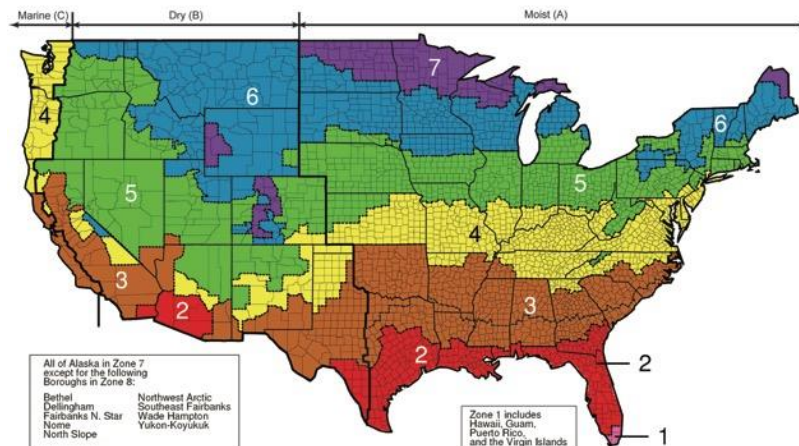 Marine (C) Dry (B) Moist (A)
7
6
4
6
5
5
4
3
3
2
2
2
1
All of Alaska in Zone 7
except for the following
Boroughs in Zone 8:
Bethel Northwest Arctic
Dellingham Southeast Fairbanks
Fairbanks N. Star Wade Hampton
Nome Yukon-Koyukuk
North Slope
Zone 1 includes
Hawaii, Guam,
Puerto Rico,
and the Virgin Islands